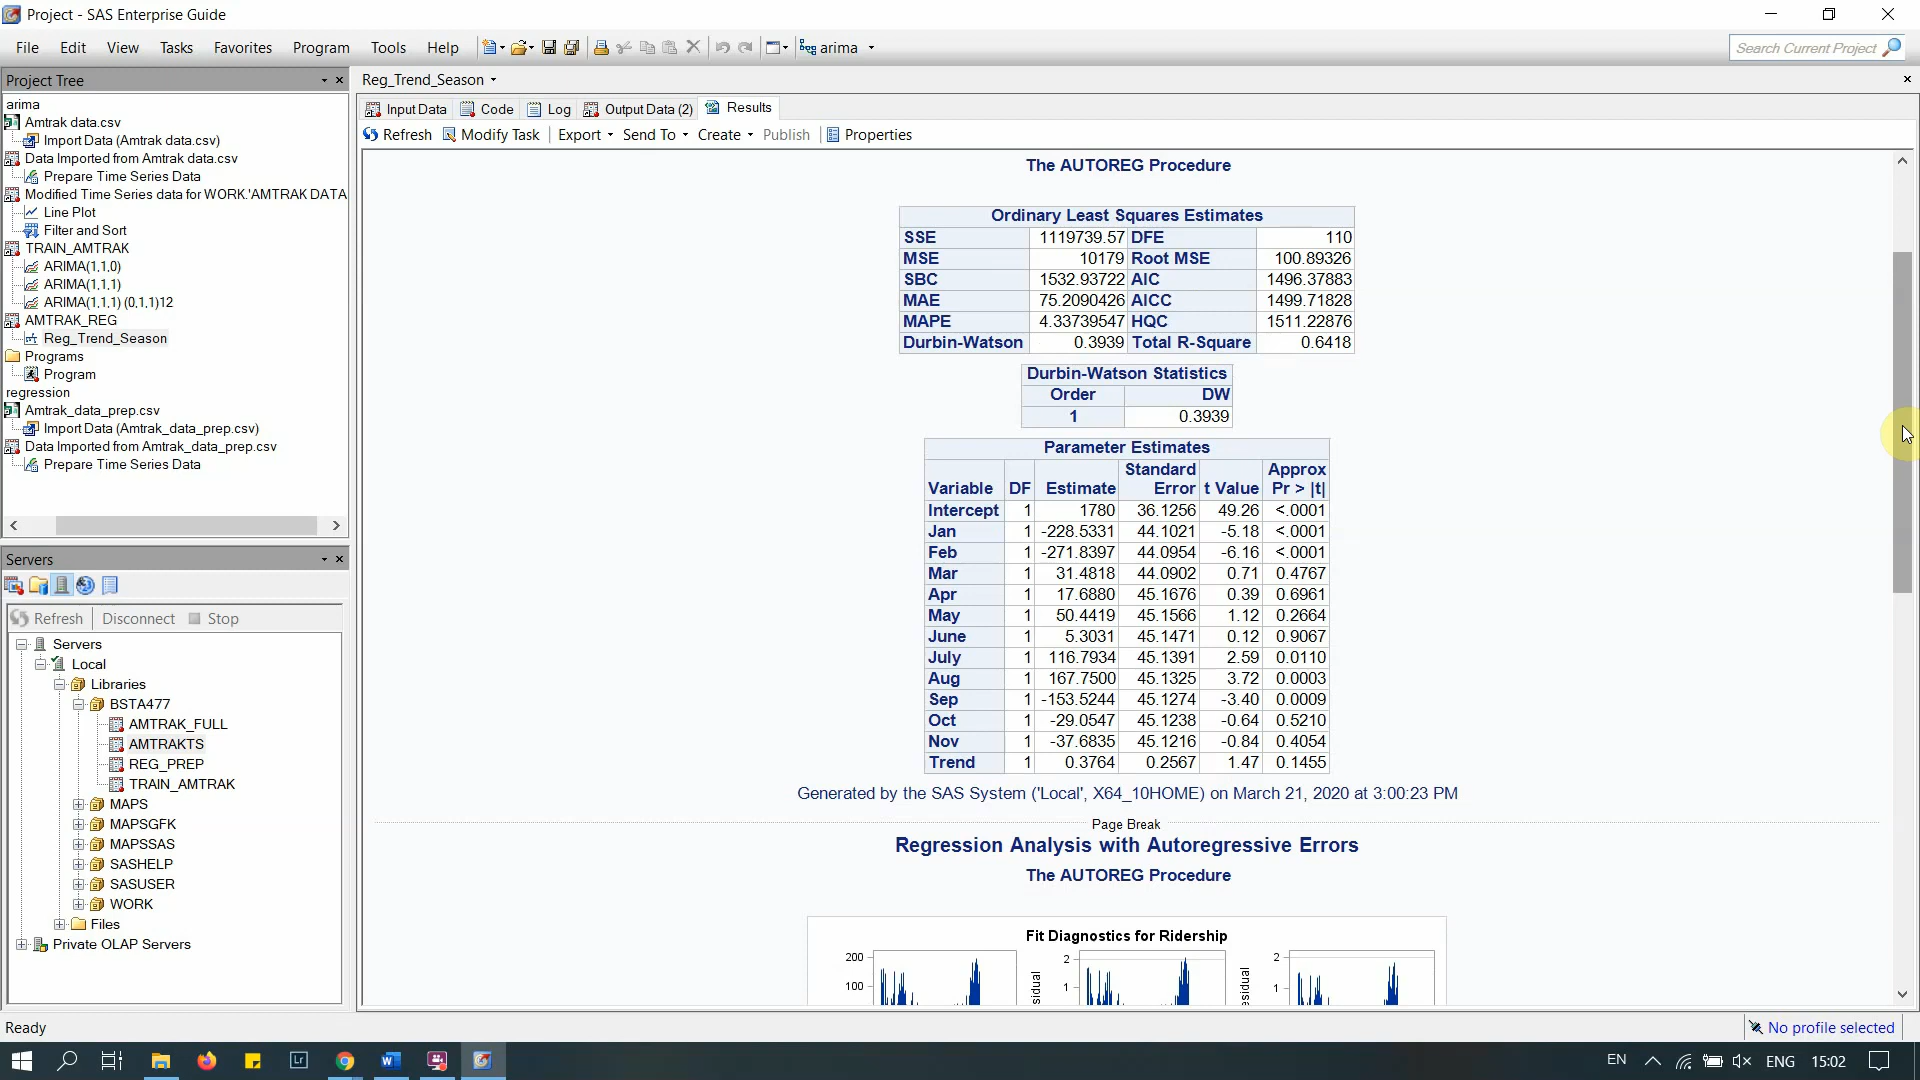 Project - SAS Enterprise Guide
File Edit View Tasks Favorites Program Tools Help arima Search Current Project
Project Tree
arima
Amtrak data.csv
Import Data (Amtrak data.csv)
Data Imported from Amtrak data.csv
Prepare Time Series Data
Modified Time Series data for WORK.'AMTRAK DATA
Line Plot
Filter and Sort
TRAIN_AMTRAK
ARIMA(1,1,0)
ARIMA(1,1,1)
ARIMA(1,1,1) (0,1,1)12
AMTRAK_REG
Reg_Trend_Season
Programs
Program
regression
Amtrak_data_prep.csv
Import Data (Amtrak_data_prep.csv)
Data Imported from Amtrak_data_prep.csv
Prepare Time Series Data
Servers
Refresh Disconnect Stop
Servers
Local
Libraries
BSTA477
AMTRAK_FULL
AMTRAKTS
REG_PREP
TRAIN_AMTRAK
MAPS
MAPSGFK
MAPSSAS
SASHELP
SASUSER
WORK
Files
Private OLAP Servers
Reg_Trend_Season
Input Data Code Log Output Data (2) Results
Refresh Modify Task Export Send To Create Publish Properties
The AUTOREG Procedure
Ordinary Least Squares Estimates
SSE 1119739.57 DFE 110
MSE 10179 Root MSE 100.89326
SBC 1532.93722 AIC 1496.37883
MAE 75.2090426 AICC 1499.71828
MAPE 4.33739547 HQC 1511.22876
Durbin-Watson 0.3939 Total R-Square 0.6418
Durbin-Watson Statistics
Order DW
1 0.3939
Parameter Estimates
Variable DF Estimate Standard Error t Value Approx Pr > |t|
Intercept 1 1780 36.1256 49.26 <.0001
Jan 1 -228.5331 44.1021 -5.18 <.0001
Feb 1 -271.8397 44.0954 -6.16 <.0001
Mar 1 31.4818 44.0902 0.71 0.4767
Apr 1 17.6880 45.1676 0.39 0.6961
May 1 50.4419 45.1566 1.12 0.2664
June 1 5.3031 45.1471 0.12 0.9067
July 1 116.7934 45.1391 2.59 0.0110
Aug 1 167.7500 45.1325 3.72 0.0003
Sep 1 -153.5244 45.1274 -3.40 0.0009
Oct 1 -29.0547 45.1238 -0.64 0.5210
Nov 1 -37.6835 45.1216 -0.84 0.4054
Trend 1 0.3764 0.2567 1.47 0.1455
Generated by the SAS System ('Local', X64_10HOME) on March 21, 2020 at 3:00:23 PM
Page Break
Regression Analysis with Autoregressive Errors
The AUTOREG Procedure
Fit Diagnostics for Ridership
200 2 2
100 1 1
Ready No profile selected
Lr EN ENG 15:02